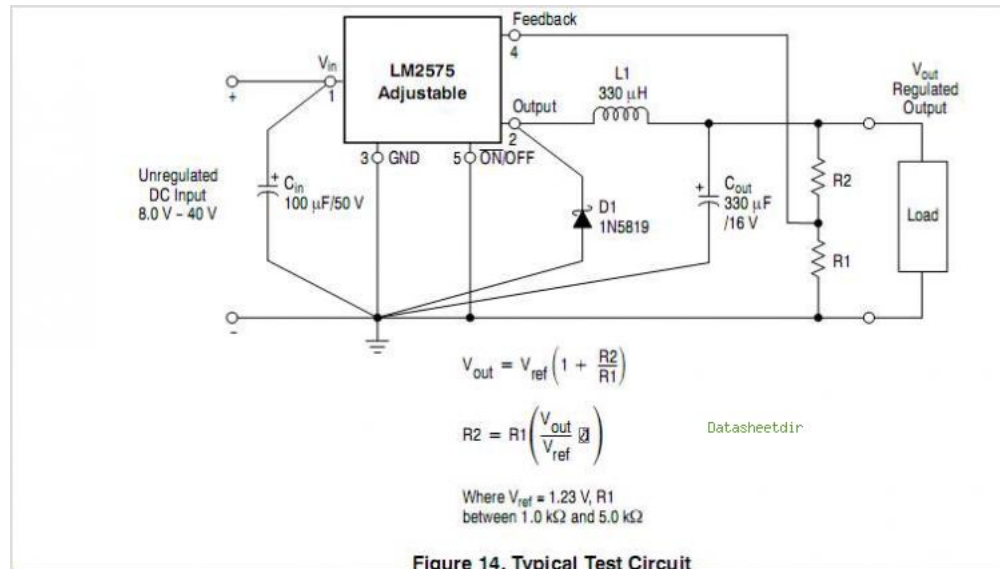 Feedback
4
Vin
1
LM2575
Adjustable
L1
330 μH
Vout
Regulated
Output
Output
2
+
3
GND
5
ON/OFF
Unregulated
DC Input
8.0 V – 40 V
+
Cin
100 μF/50 V
D1
1N5819
+
Cout
330 μF
/16 V
R2
R1
Load
–
Vout = Vref (1 + R2/R1)
R2 = R1 (Vout/Vref )
Datasheetdir
Where Vref = 1.23 V, R1
between 1.0 kΩ and 5.0 kΩ
Figure 14. Typical Test Circuit